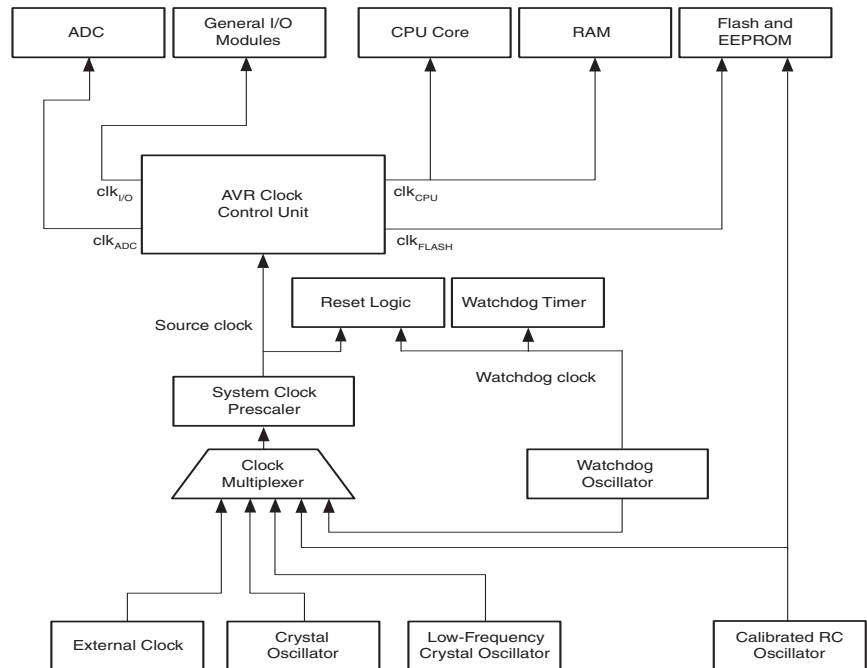 ADC
General I/O
Modules
CPU Core
RAM
Flash and
EEPROM
clkI/O
AVR Clock
Control Unit
clkCPU
clkADC
clkFLASH
Reset Logic
Watchdog Timer
Source clock
Watchdog clock
System Clock
Prescaler
Clock
Multiplexer
Watchdog
Oscillator
External Clock
Crystal
Oscillator
Low-Frequency
Crystal Oscillator
Calibrated RC
Oscillator